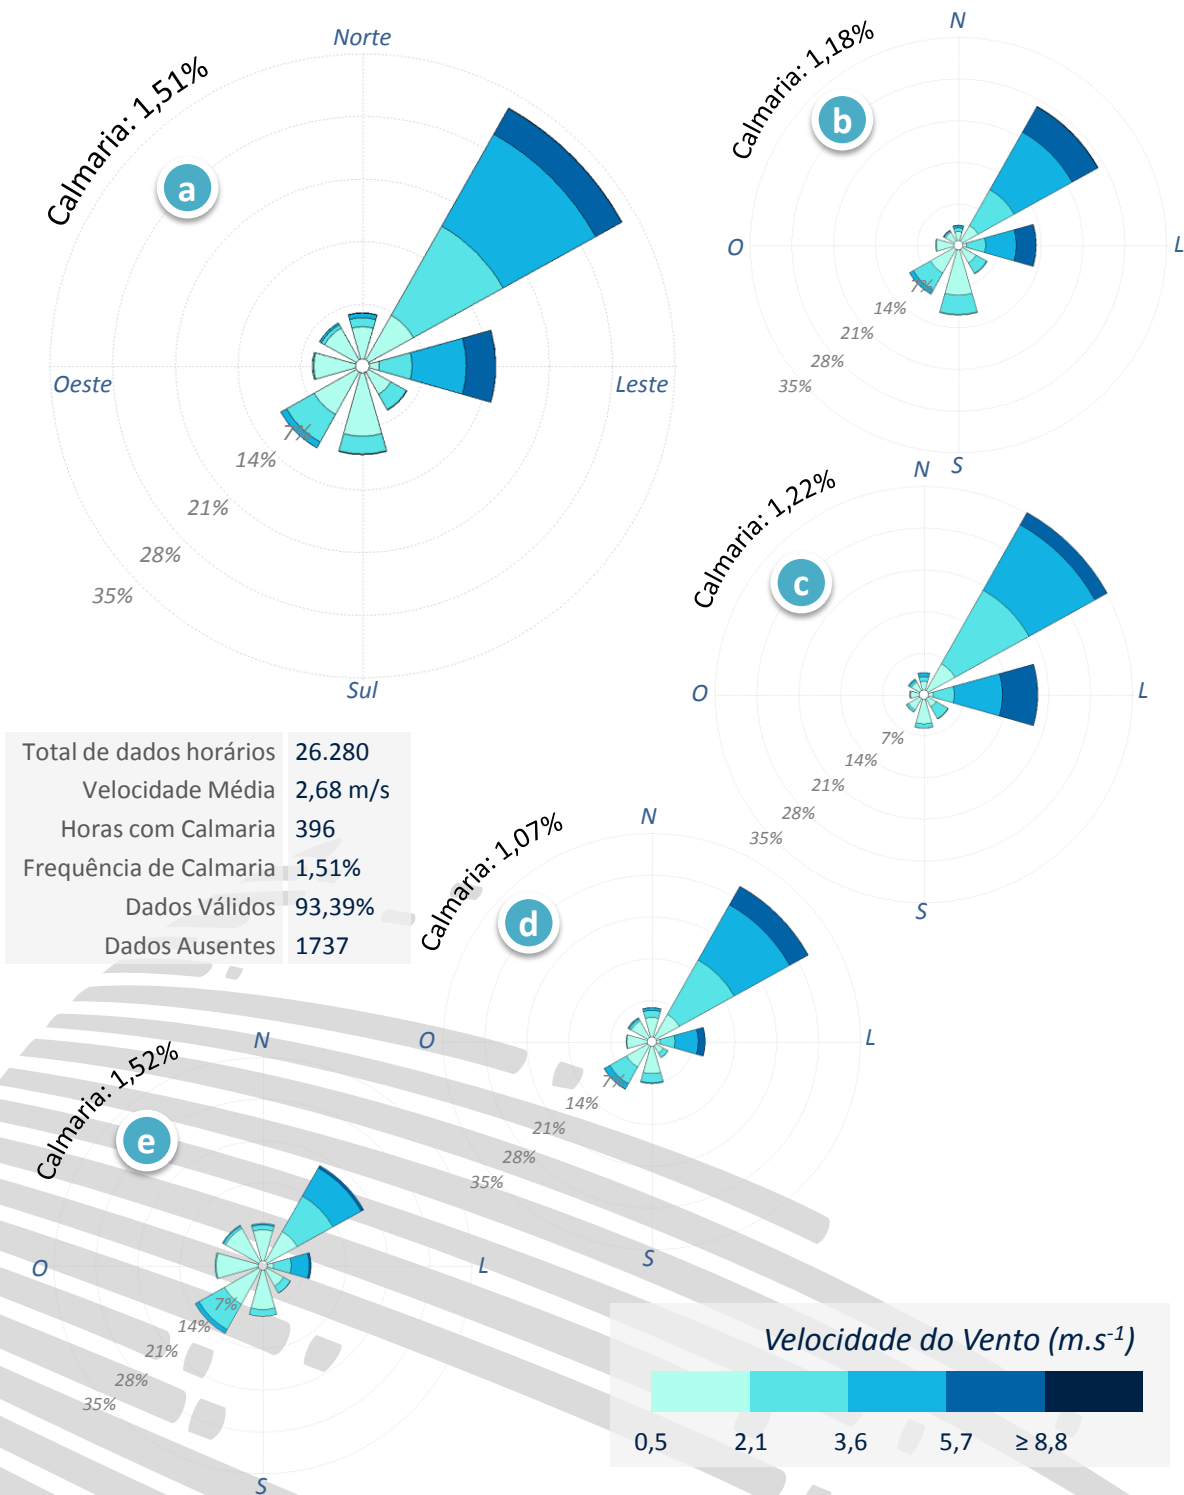 Norte
Calmaria: 1,51%
a
Oeste
Leste
7%
14%
21%
28%
35%
Sul
N
Calmaria: 1,18%
b
O
L
7%
14%
21%
28%
35%
S
N
Calmaria: 1,22%
c
O
L
7%
14%
21%
28%
35%
S
Total de dados horários 26.280
Velocidade Média 2,68 m/s
Horas com Calmaria 396
Frequência de Calmaria 1,51%
Dados Válidos 93,39%
Dados Ausentes 1737
N
Calmaria: 1,07%
d
O
L
7%
14%
21%
28%
35%
S
N
Calmaria: 1,52%
e
O
L
7%
14%
21%
28%
35%
S
Velocidade do Vento (m.s-1)
0,5 2,1 3,6 5,7 ≥ 8,8